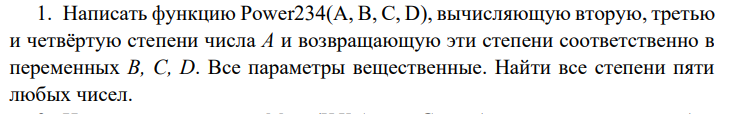 1. Написать функцию Power234(A, B, C, D), вычисляющую вторую, третью
и четвёртую степени числа A и возвращающую эти степени соответственно в
переменных B, C, D. Все параметры вещественные. Найти все степени пяти
любых чисел.